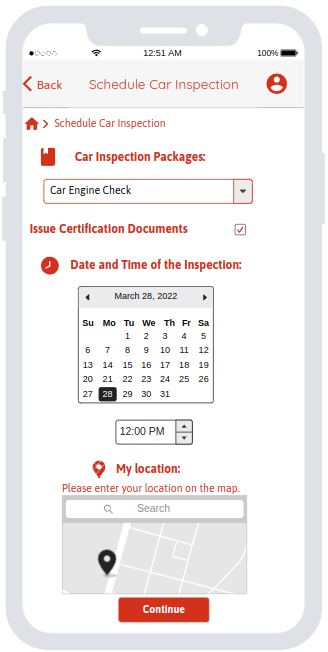 12:51 AM
100%
Back
Schedule Car Inspection
Schedule Car Inspection
Car Inspection Packages:
Car Engine Check
Issue Certification Documents
Date and Time of the Inspection:
March 28, 2022
Su Mo Tu We Th Fr Sa
1 2 3 4 5
6 7 8 9 10 11 12
13 14 15 16 17 18 19
20 21 22 23 24 25 26
27 28 29 30 31
12:00 PM
My location:
Please enter your location on the map.
Search
Continue